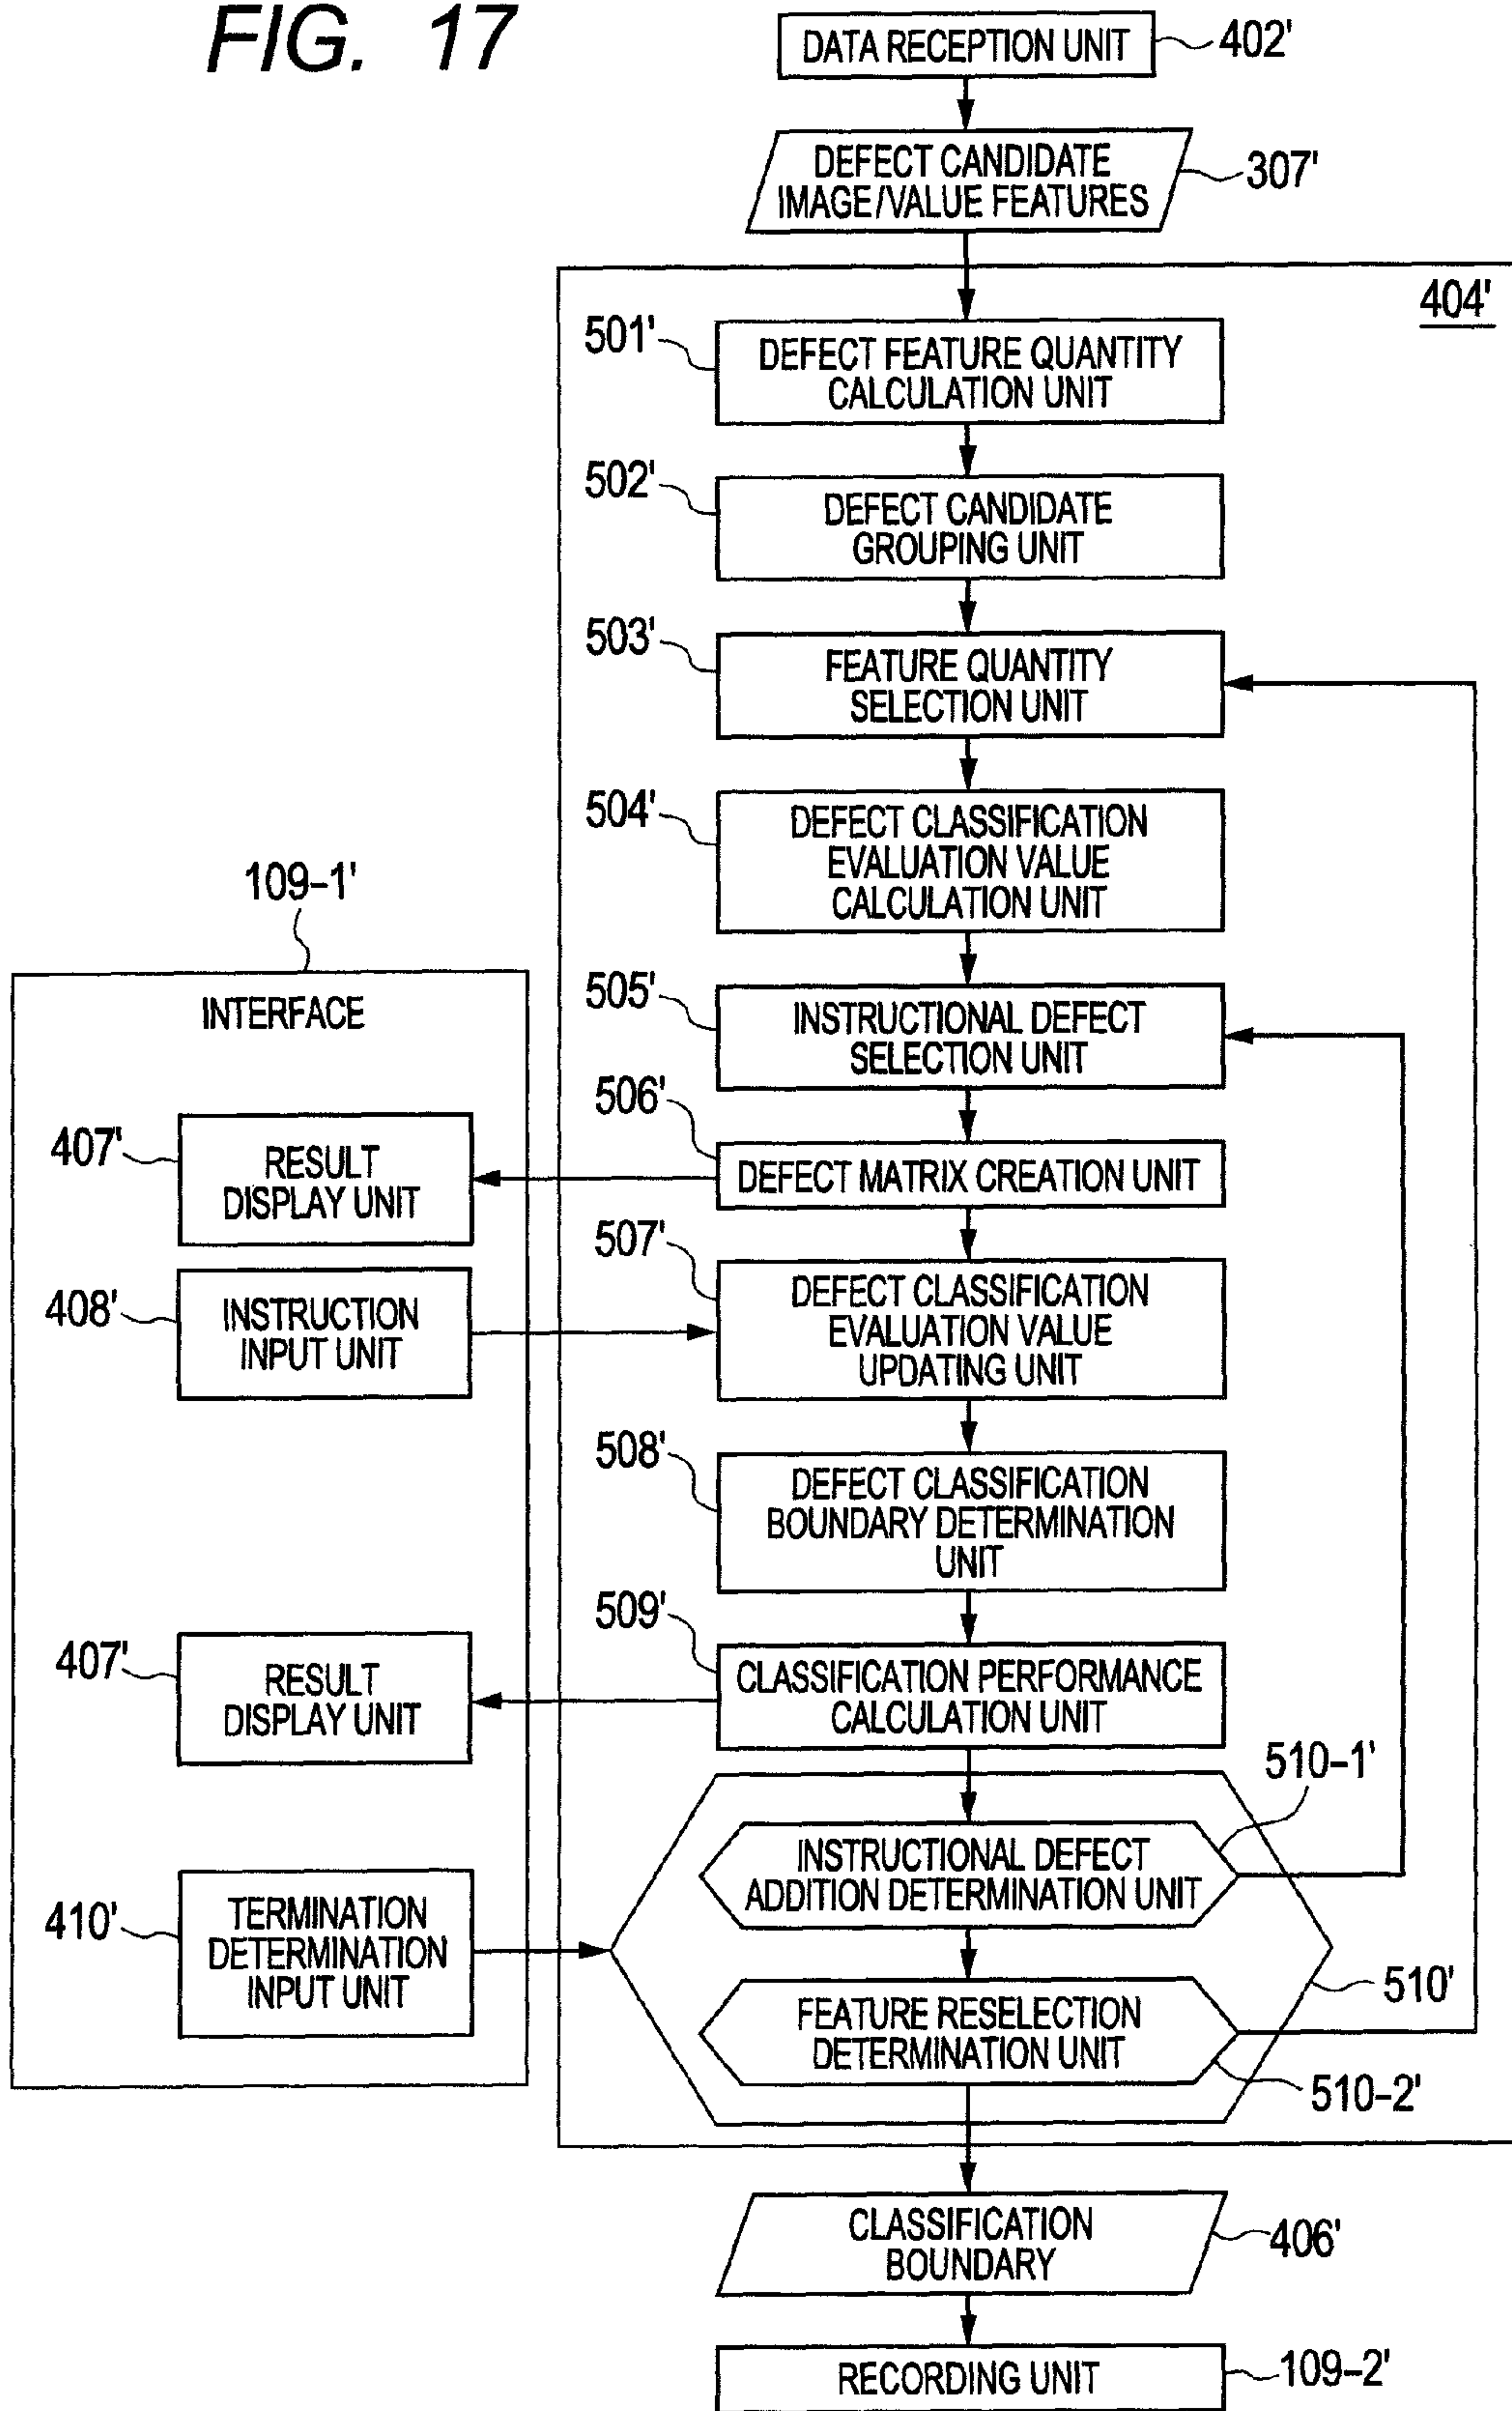 FIG. 17
DATA RECEPTION UNIT
402'
DEFECT CANDIDATE
IMAGE/VALUE FEATURES
307'
404'
501'
DEFECT FEATURE QUANTITY
CALCULATION UNIT
502'
DEFECT CANDIDATE
GROUPING UNIT
503'
FEATURE QUANTITY
SELECTION UNIT
504'
DEFECT CLASSIFICATION
EVALUATION VALUE
CALCULATION UNIT
109-1'
INTERFACE
505'
INSTRUCTIONAL DEFECT
SELECTION UNIT
506'
DEFECT MATRIX CREATION UNIT
407'
RESULT
DISPLAY UNIT
507'
DEFECT CLASSIFICATION
EVALUATION VALUE
UPDATING UNIT
408'
INSTRUCTION
INPUT UNIT
508'
DEFECT CLASSIFICATION
BOUNDARY DETERMINATION
UNIT
509'
CLASSIFICATION PERFORMANCE
CALCULATION UNIT
407'
RESULT
DISPLAY UNIT
510-1'
INSTRUCTIONAL DEFECT
ADDITION DETERMINATION UNIT
410'
TERMINATION
DETERMINATION
INPUT UNIT
510'
FEATURE RESELECTION
DETERMINATION UNIT
510-2'
CLASSIFICATION
BOUNDARY
406'
RECORDING UNIT
109-2'